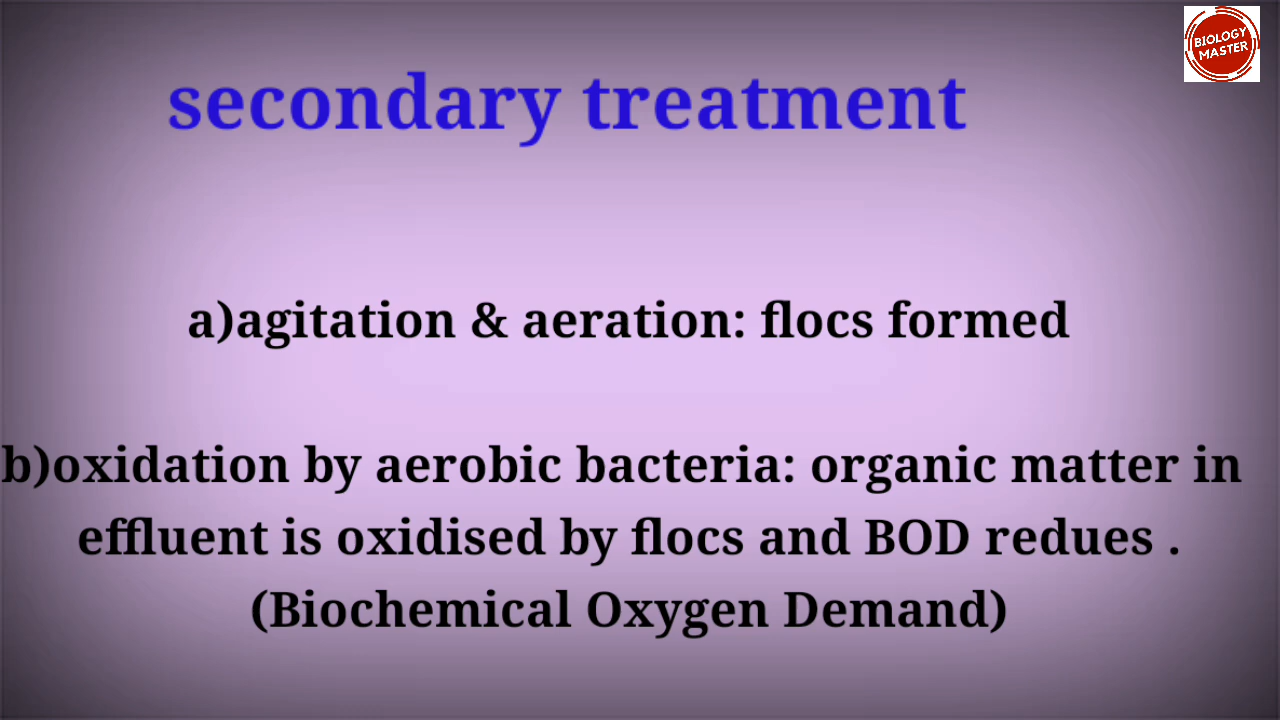 BIOLOGY
MASTER
secondary treatment
a)agitation & aeration: flocs formed
b)oxidation by aerobic bacteria: organic matter in
effluent is oxidised by flocs and BOD redues .
(Biochemical Oxygen Demand)